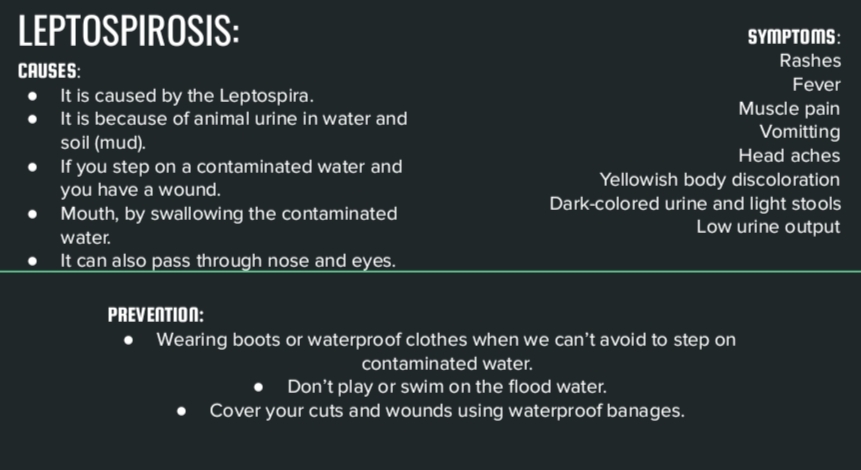 LEPTOSPIROSIS:
CAUSES:
● It is caused by the Leptospira.
● It is because of animal urine in water and
soil (mud).
● If you step on a contaminated water and
you have a wound.
● Mouth, by swallowing the contaminated
water.
● It can also pass through nose and eyes.
SYMPTOMS:
Rashes
Fever
Muscle pain
Vomitting
Head aches
Yellowish body discoloration
Dark-colored urine and light stools
Low urine output
PREVENTION:
● Wearing boots or waterproof clothes when we can't avoid to step on
contaminated water.
● Don't play or swim on the flood water.
● Cover your cuts and wounds using waterproof banages.